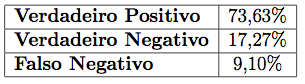 Verdadeiro Positivo 73,63%
Verdadeiro Negativo 17,27%
Falso Negativo 9,10%